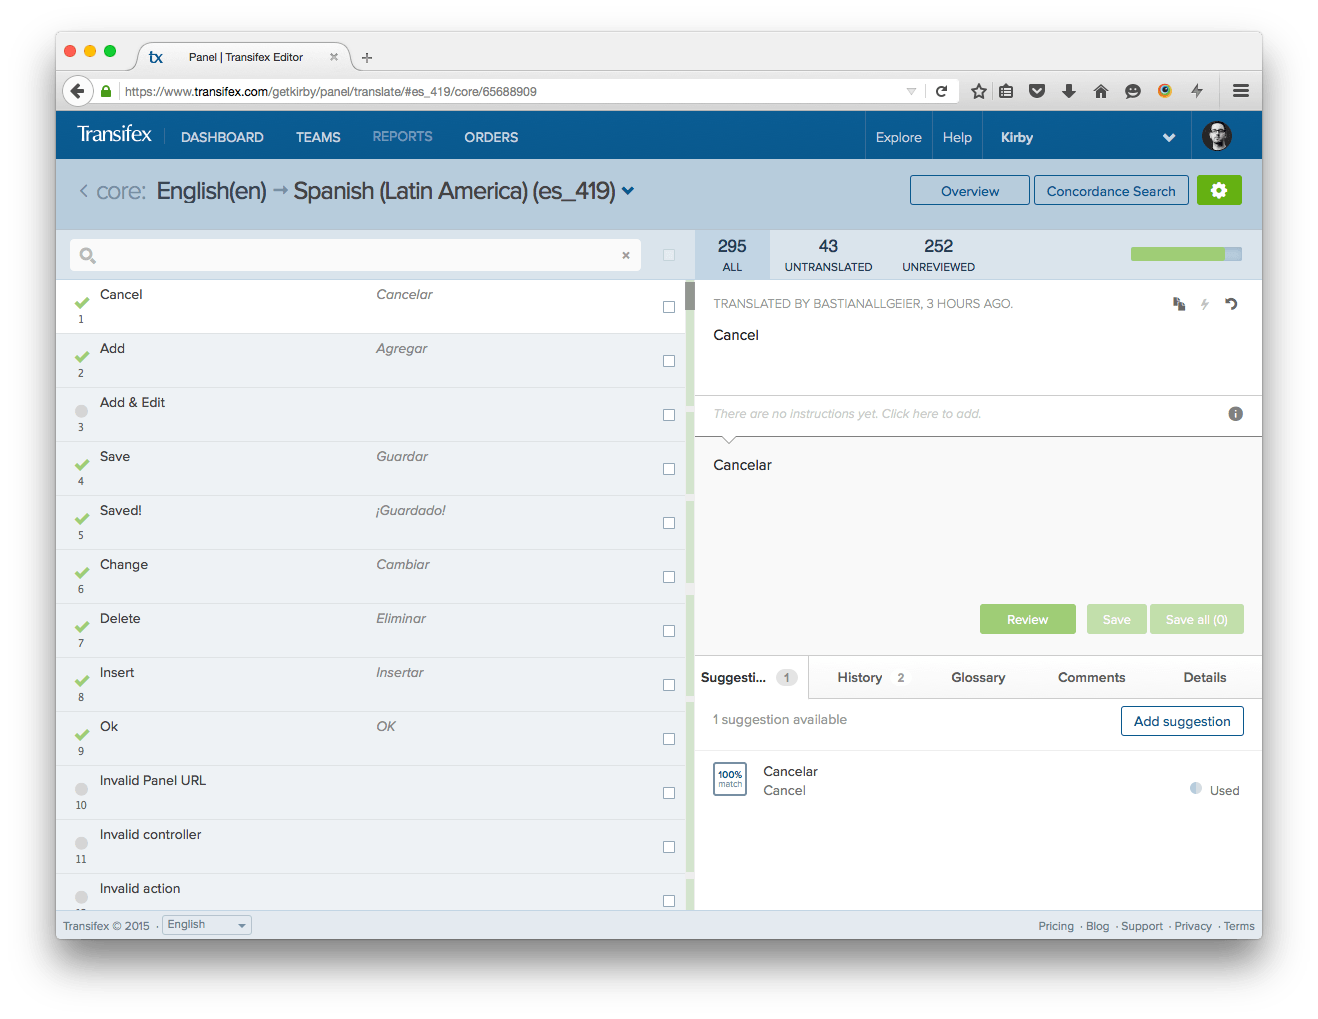 tx Panel | Transifex Editor
https://www.transifex.com/getkirby/panel/translate/#es_419/core/65688909
Transifex DASHBOARD TEAMS REPORTS ORDERS Explore Help Kirby
core: English(en) → Spanish (Latin America) (es_419) Overview Concordance Search
295 43 252
ALL UNTRANSLATED UNREVIEWED
Cancel Cancelar
1
Add Agregar
2
Add & Edit
3
Save Guardar
4
Saved! ¡Guardado!
5
Change Cambiar
6
Delete Eliminar
7
Insert Insertar
8
Ok OK
9
Invalid Panel URL
10
Invalid controller
11
Invalid action
TRANSLATED BY BASTIANALLGEIER, 3 HOURS AGO.
Cancel
There are no instructions yet. Click here to add.
Cancelar
Review Save Save all (0)
Suggesti... 1 History 2 Glossary Comments Details
1 suggestion available Add suggestion
100% match
Cancelar
Cancel
Used
Transifex © 2015 · English Pricing · Blog · Support · Privacy · Terms